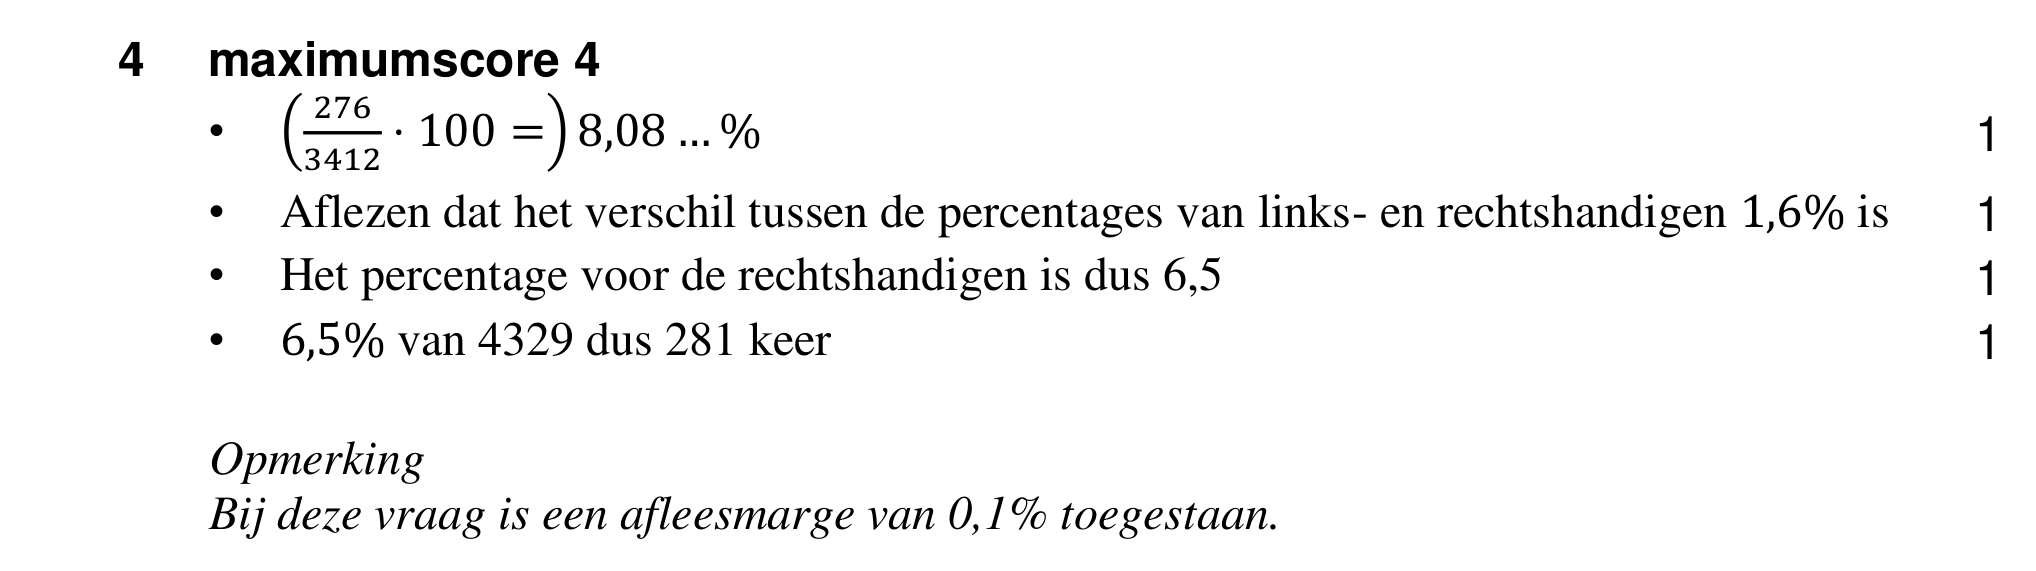 4 maximumscore 4
• (276/3412 · 100 =) 8,08 … % 1
• Aflezen dat het verschil tussen de percentages van links- en rechtshandigen 1,6% is 1
• Het percentage voor de rechtshandigen is dus 6,5 1
• 6,5% van 4329 dus 281 keer 1
Opmerking
Bij deze vraag is een afleesmarge van 0,1% toegestaan.